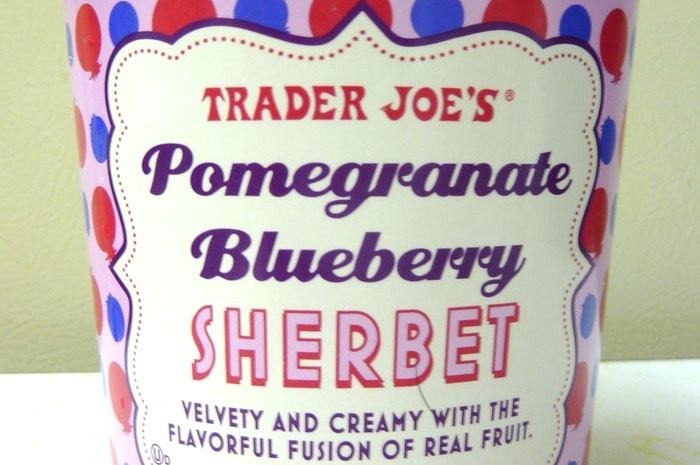 TRADER JOE'S®
Pomegranate
Blueberry
SHERBET
VELVETY AND CREAMY WITH THE
FLAVORFUL FUSION OF REAL FRUIT.
Ⓤ D